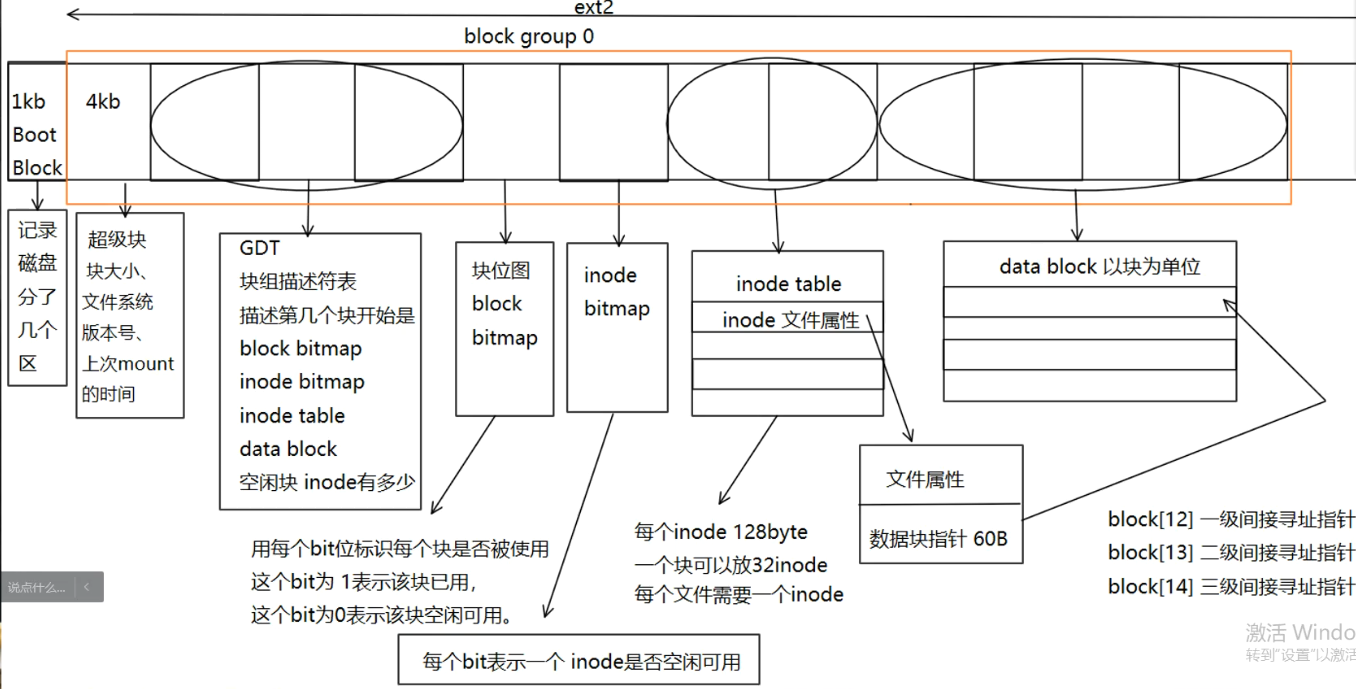 ext2
block group 0
1kb
Boot
Block
4kb
记录
磁盘
分了
几个
区
超级块
块大小、
文件系统
版本号、
上次mount
的时间
GDT
块组描述符表
描述第几个块开始是
block bitmap
inode bitmap
inode table
data block
空闲块 inode有多少
块位图
block
bitmap
inode
bitmap
inode table
inode 文件属性
data block 以块为单位
文件属性
数据块指针 60B
用每个bit位标识每个块是否被使用
这个bit为 1表示该块已用，
这个bit为0表示该块空闲可用。
每个bit表示一个 inode是否空闲可用
每个inode 128byte
一个块可以放32inode
每个文件需要一个inode
block[12] 一级间接寻址指针
block[13] 二级间接寻址指针
block[14] 三级间接寻址指针
说点什么...
激活 Windo
转到"设置"以激活